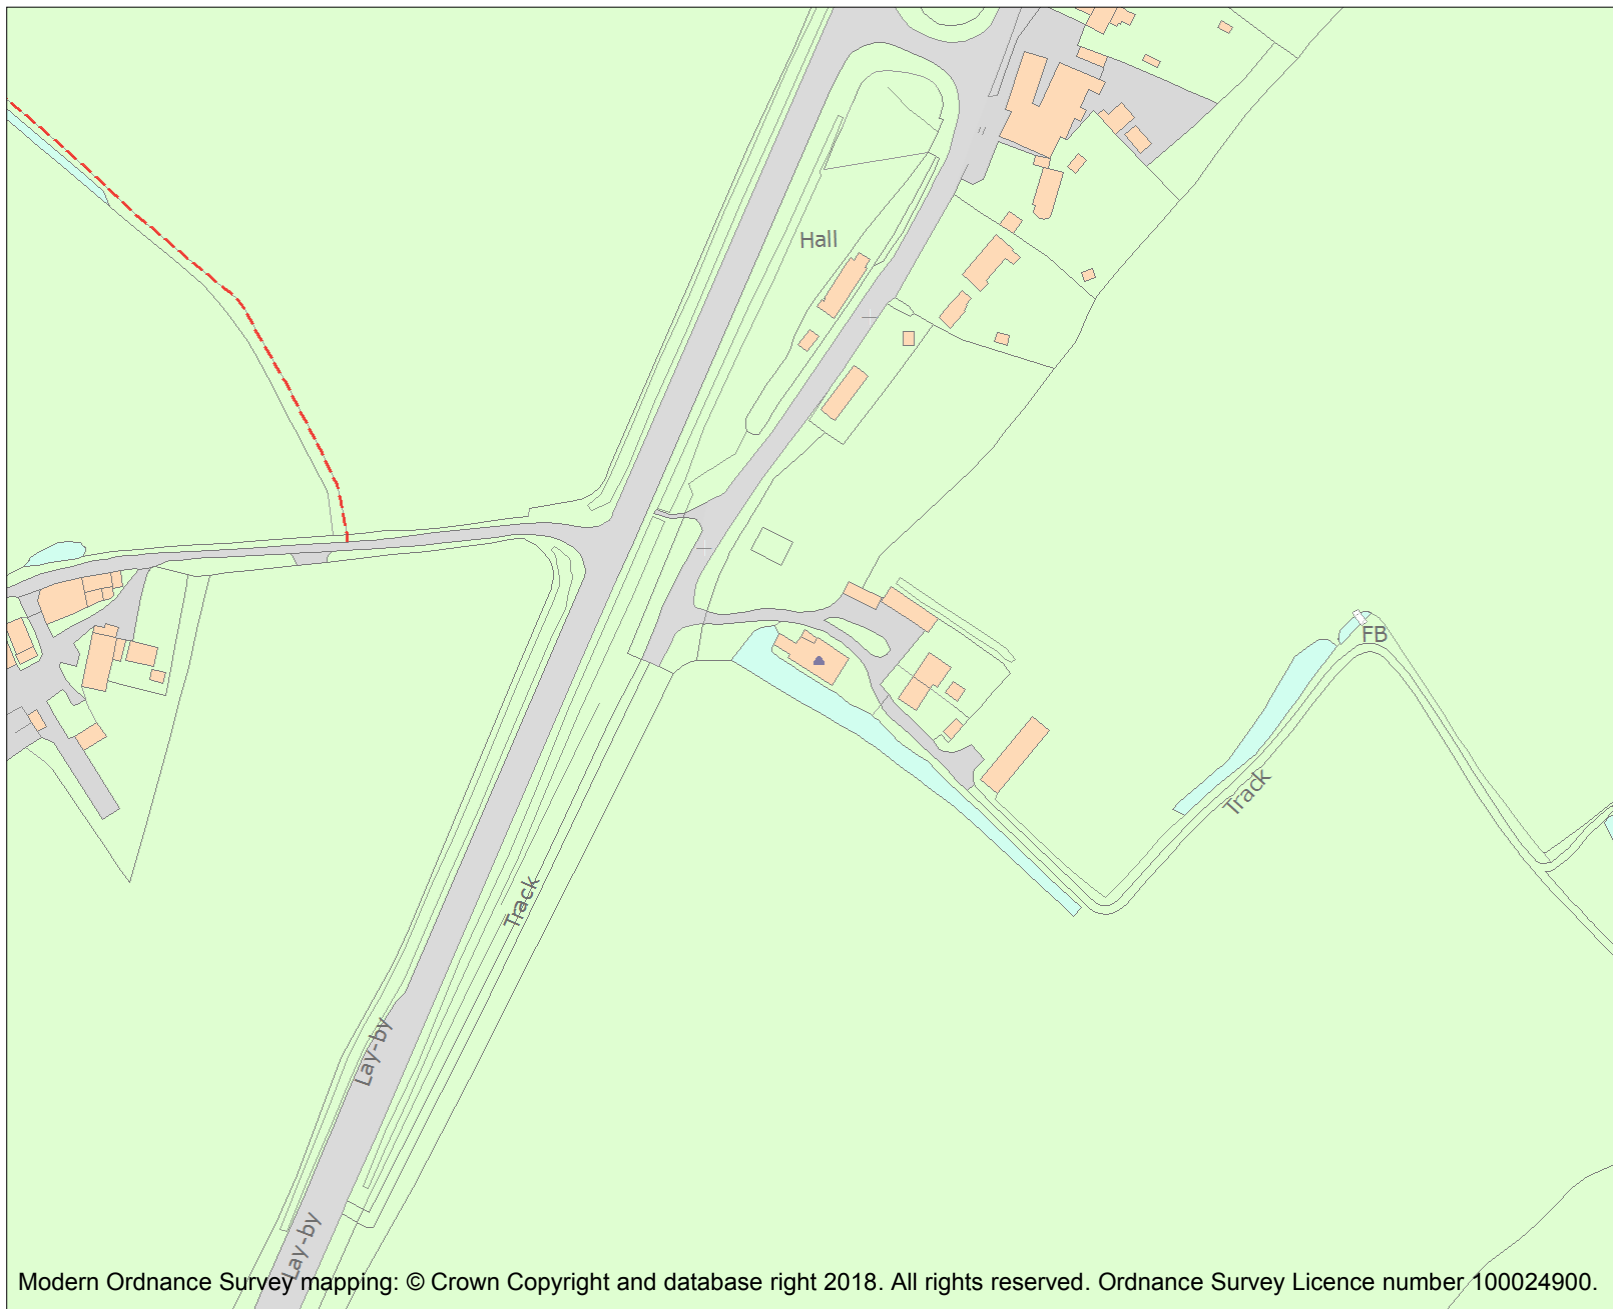 Hall
FB
Track
Track
Lay-by
Lay-by
Modern Ordnance Survey mapping: © Crown Copyright and database right 2018. All rights reserved. Ordnance Survey Licence number 100024900.